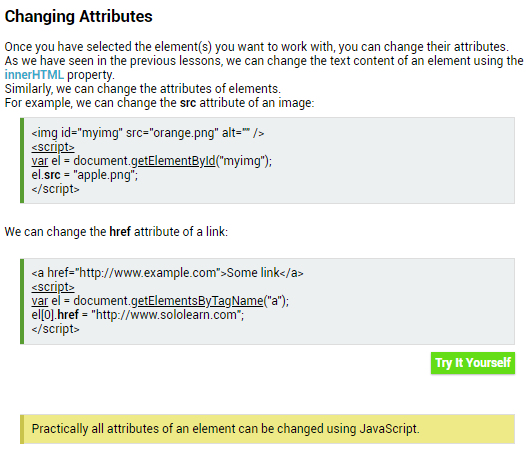 Changing Attributes
Once you have selected the element(s) you want to work with, you can change their attributes.
As we have seen in the previous lessons, we can change the text content of an element using the
innerHTML property.
Similarly, we can change the attributes of elements.
For example, we can change the src attribute of an image:
<img id="myimg" src="orange.png" alt="" />
<script>
var el = document.getElementById("myimg");
el.src = "apple.png";
</script>
We can change the href attribute of a link:
<a href="http://www.example.com">Some link</a>
<script>
var el = document.getElementsByTagName("a");
el[0].href = "http://www.sololearn.com";
</script>
Try It Yourself
Practically all attributes of an element can be changed using JavaScript.